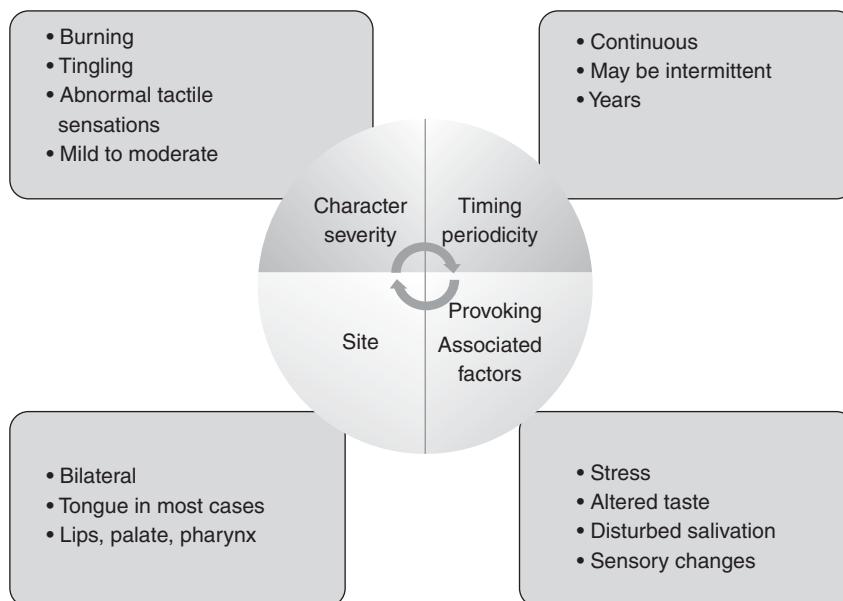 • Burning
• Tingling
• Abnormal tactile
sensations
• Mild to moderate
• Continuous
• May be intermittent
• Years
Character
severity
Timing
periodicity
Site
Provoking
Associated
factors
• Bilateral
• Tongue in most cases
• Lips, palate, pharynx
• Stress
• Altered taste
• Disturbed salivation
• Sensory changes